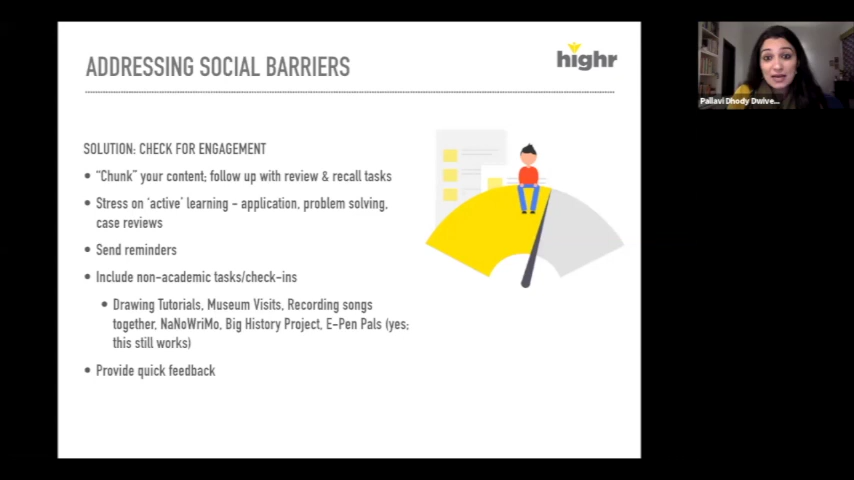 ADDRESSING SOCIAL BARRIERS
highr
SOLUTION: CHECK FOR ENGAGEMENT
• “Chunk” your content; follow up with review & recall tasks
• Stress on ‘active’ learning - application, problem solving,
case reviews
• Send reminders
• Include non-academic tasks/check-ins
• Drawing Tutorials, Museum Visits, Recording songs
together, NaNoWriMo, Big History Project, E-Pen Pals (yes;
this still works)
• Provide quick feedback
Pallavi Dhody Dwive...